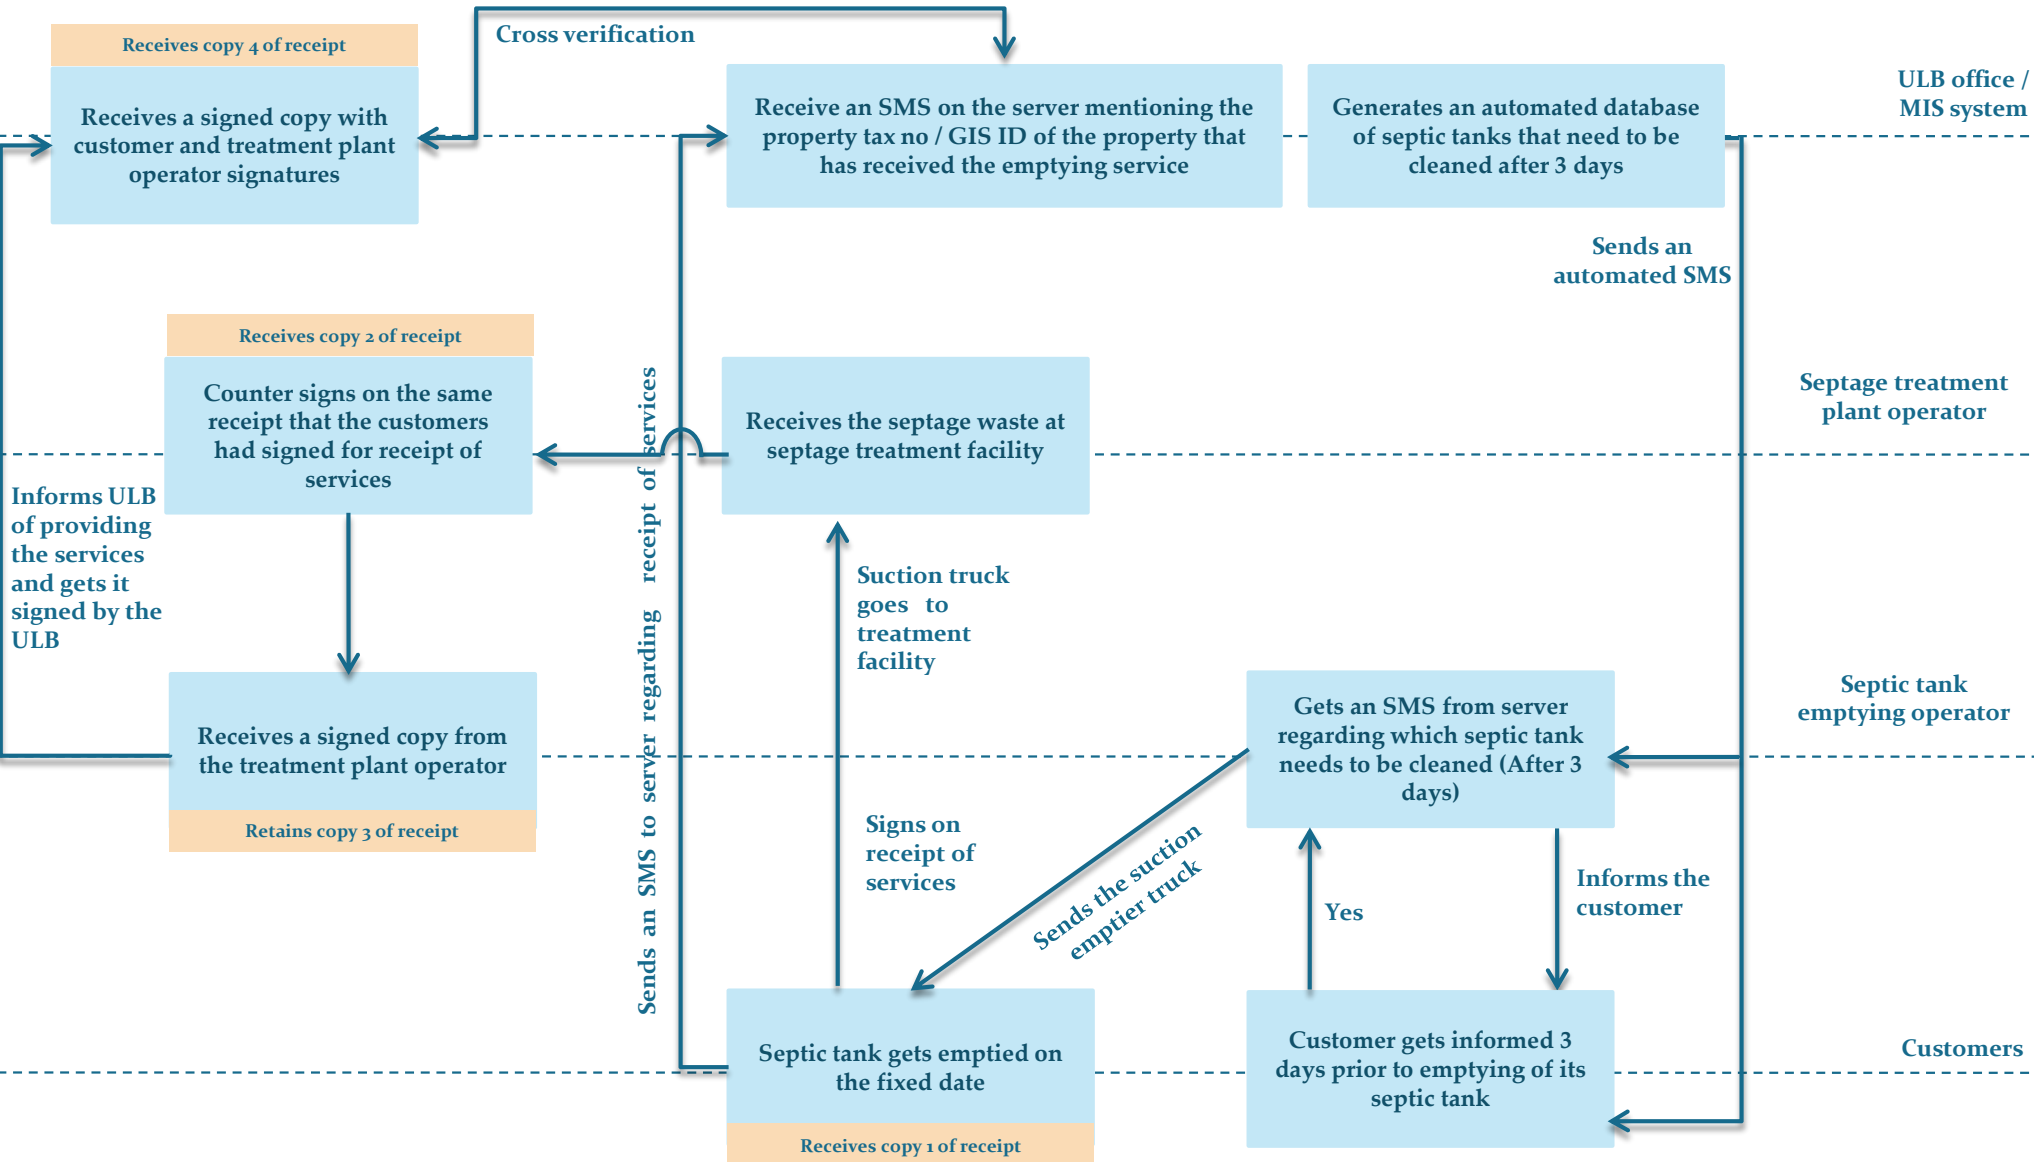 Cross verification
Receives copy 4 of receipt
Receives a signed copy with
customer and treatment plant
operator signatures
Receive an SMS on the server mentioning the
property tax no / GIS ID of the property that
has received the emptying service
Generates an automated database
of septic tanks that need to be
cleaned after 3 days
ULB office /
MIS system
Sends an
automated SMS
Receives copy 2 of receipt
Counter signs on the same
receipt that the customers
had signed for receipt of
services
Sends an SMS to server regarding receipt of services
Receives the septage waste at
septage treatment facility
Septage treatment
plant operator
Informs ULB
of providing
the services
and gets it
signed by the
ULB
Suction truck
goes to
treatment
facility
Receives a signed copy from
the treatment plant operator
Retains copy 3 of receipt
Gets an SMS from server
regarding which septic tank
needs to be cleaned (After 3
days)
Septic tank
emptying operator
Signs on
receipt of
services
Sends the suction
emptier truck
Yes
Informs the
customer
Septic tank gets emptied on
the fixed date
Receives copy 1 of receipt
Customer gets informed 3
days prior to emptying of its
septic tank
Customers